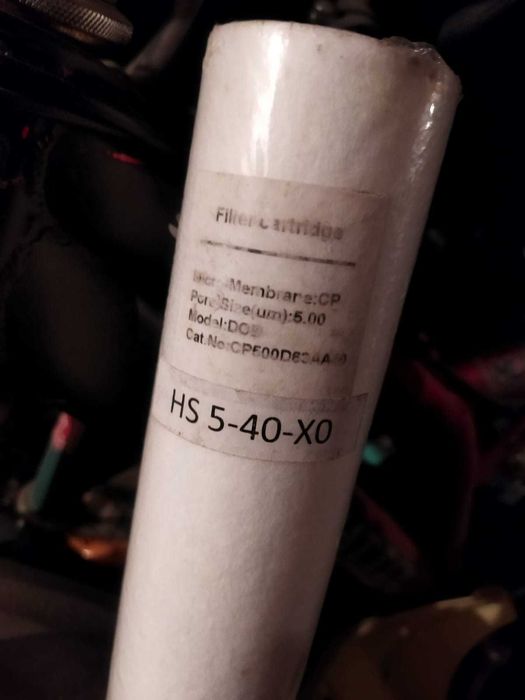 Filter Cartridge
Membrane:CP
Pore Size(um):5.00
Model:
Cat.No:
HS 5-40-X0